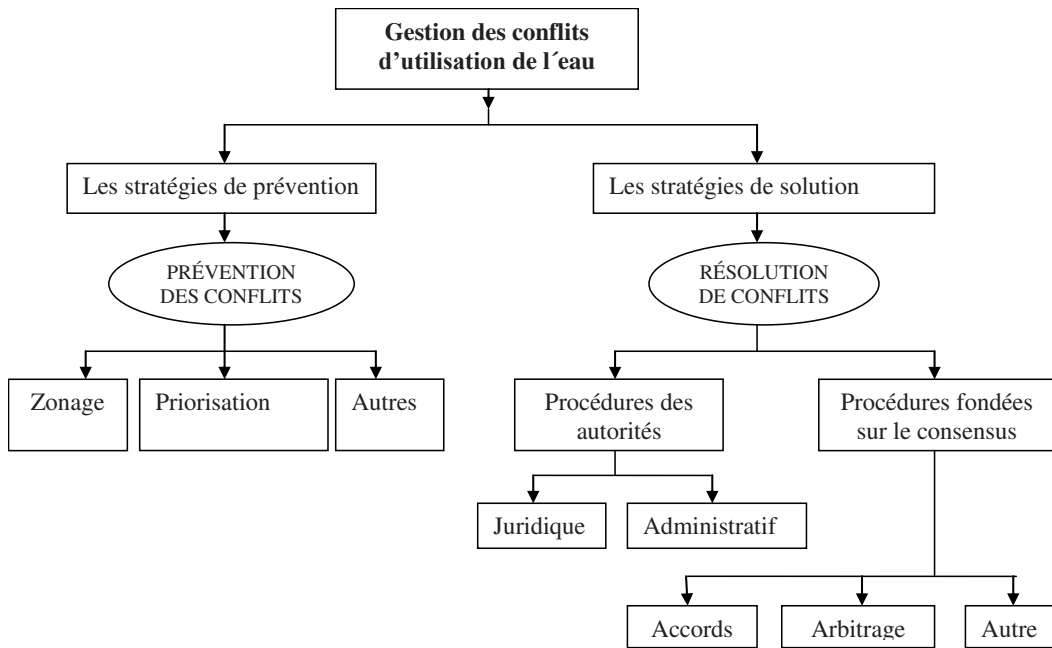 Gestion des conflits
d’utilisation de l´eau
Les stratégies de prévention
Les stratégies de solution
PRÉVENTION
DES CONFLITS
RÉSOLUTION
DE CONFLITS
Zonage
Priorisation
Autres
Procédures des
autorités
Procédures fondées
sur le consensus
Juridique
Administratif
Accords
Arbitrage
Autre